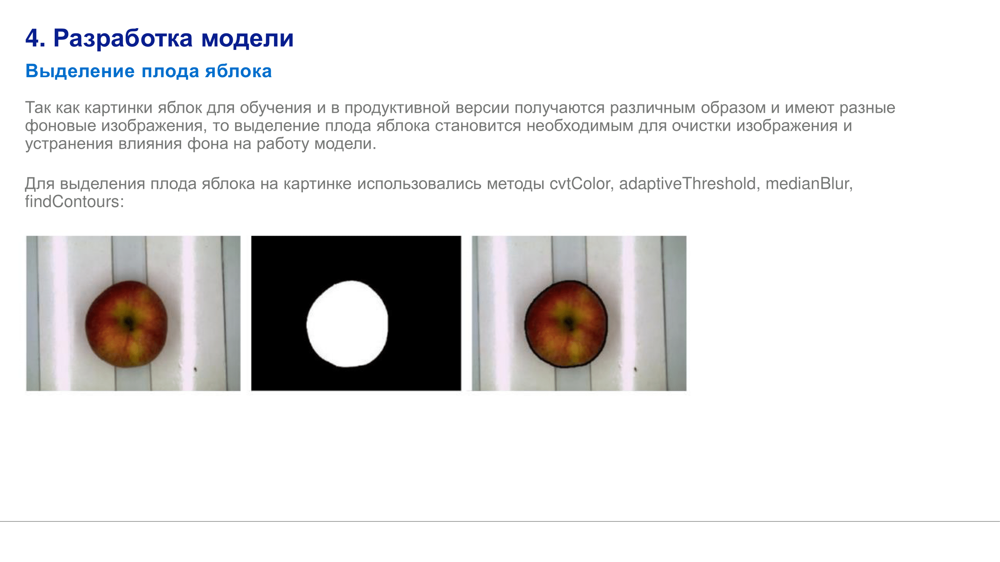 4. Разработка модели
Выделение плода яблока
Так как картинки яблок для обучения и в продуктивной версии получаются различным образом и имеют разные
фоновые изображения, то выделение плода яблока становится необходимым для очистки изображения и
устранения влияния фона на работу модели.
Для выделения плода яблока на картинке использовались методы cvtColor, adaptiveThreshold, medianBlur,
findContours: